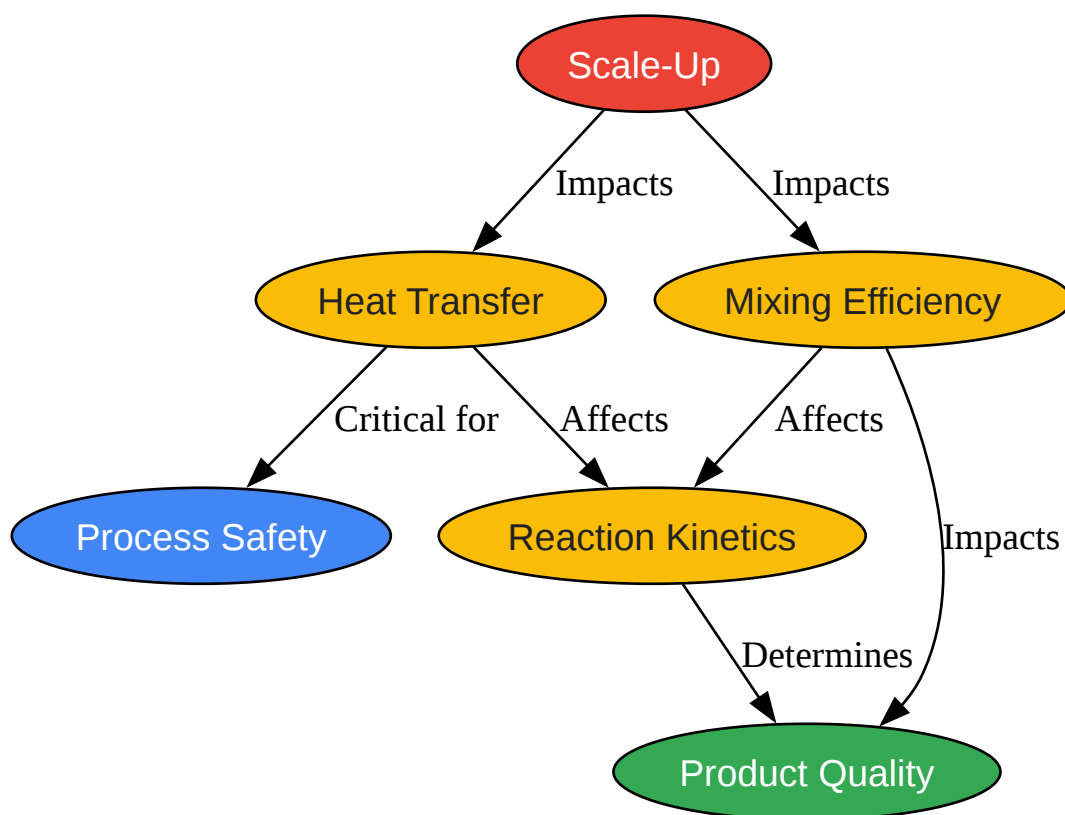 Scale-Up
Impacts
Impacts
Heat Transfer
Mixing Efficiency
Critical for
Affects
Affects
Process Safety
Reaction Kinetics
Impacts
Determines
Product Quality